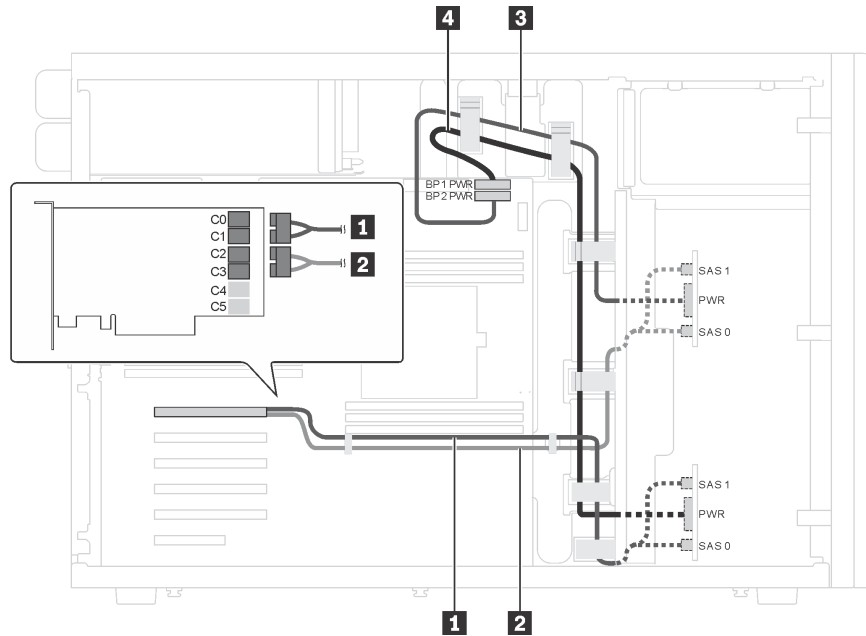 4
3
BP 1 PWR
BP 2 PWR
C0
C1
C2
C3
C4
C5
1
2
SAS 1
PWR
SAS 0
SAS 1
PWR
SAS 0
1
2